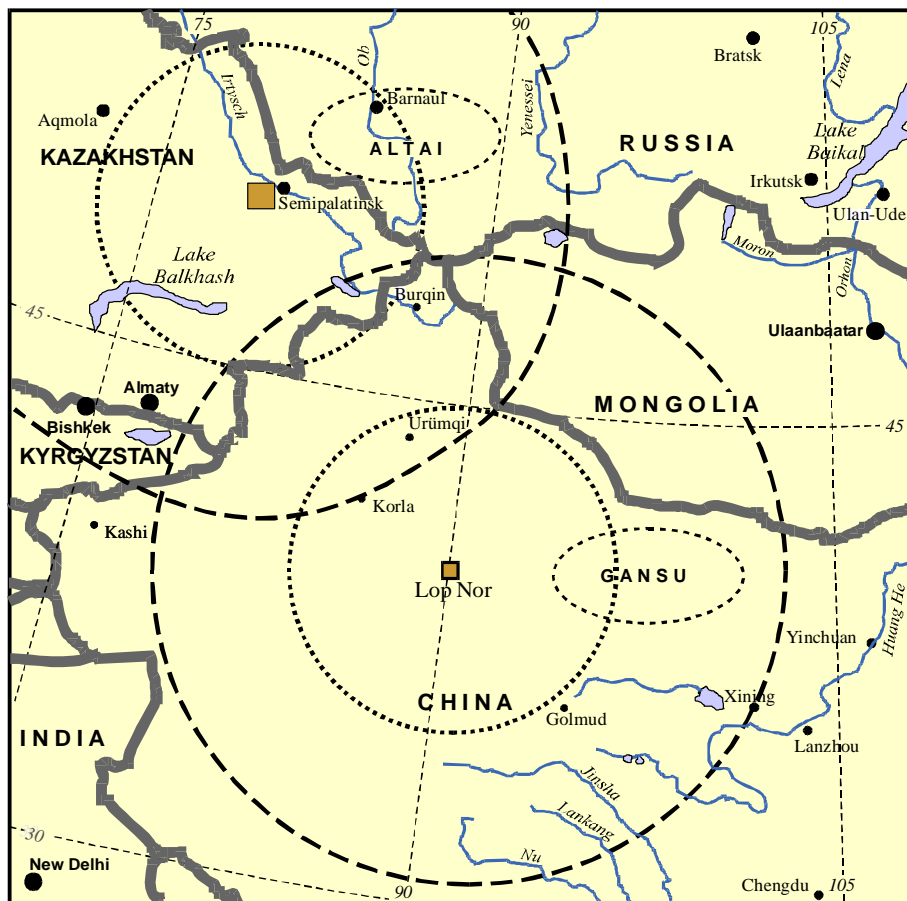 75
90
105
Bratsk
Ob
Irtysch
Yenessei
Lena
Barnaul
Aqmola
ALTAI
RUSSIA
Lake
Baikal
KAZAKHSTAN
Irkutsk
Semipalatinsk
Ulan-Ude
Moron
Lake
Balkhash
Orhon
Burqin
45
Ulaanbaatar
Almaty
MONGOLIA
Bishkek
Urümqi
45
KYRGYZSTAN
Korla
Kashi
GANSU
Lop Nor
Huang He
Yinchuan
CHINA
Xining
Golmud
INDIA
Lanzhou
Jinsha
Lankang
30
Nu
New Delhi
90
Chengdu
105